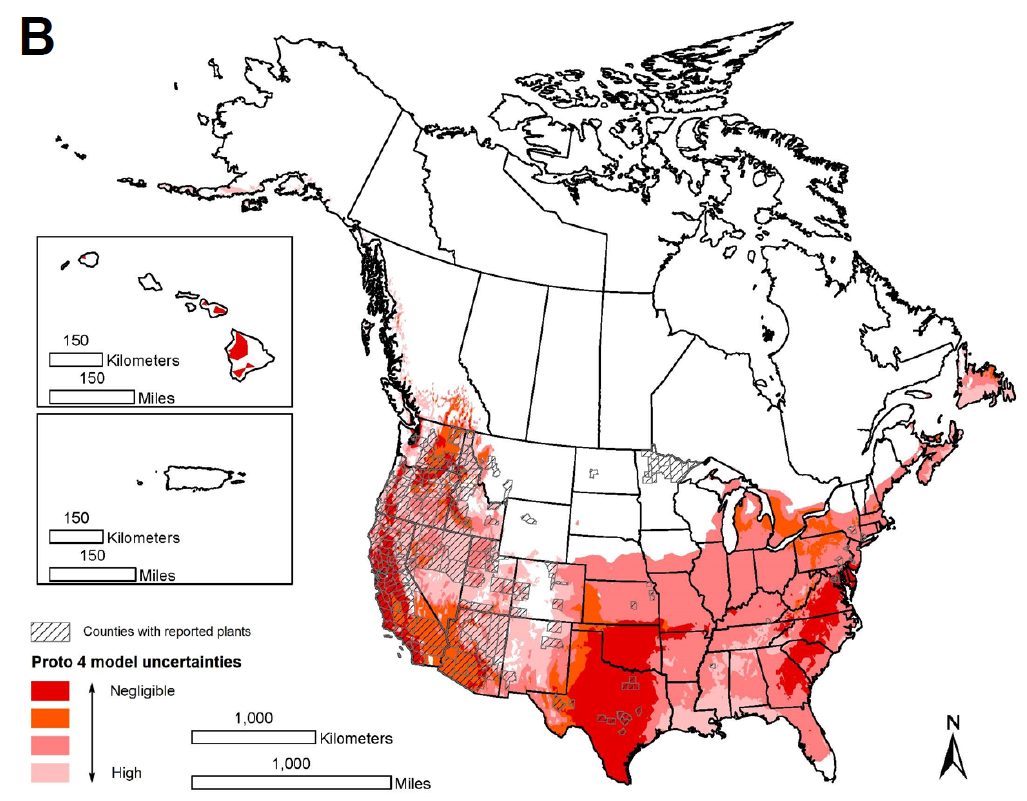 B
150
Kilometers
150
Miles
150
Kilometers
150
Miles
Counties with reported plants
Proto 4 model uncertainties
Negligible
High
1,000
Kilometers
1,000
Miles
N